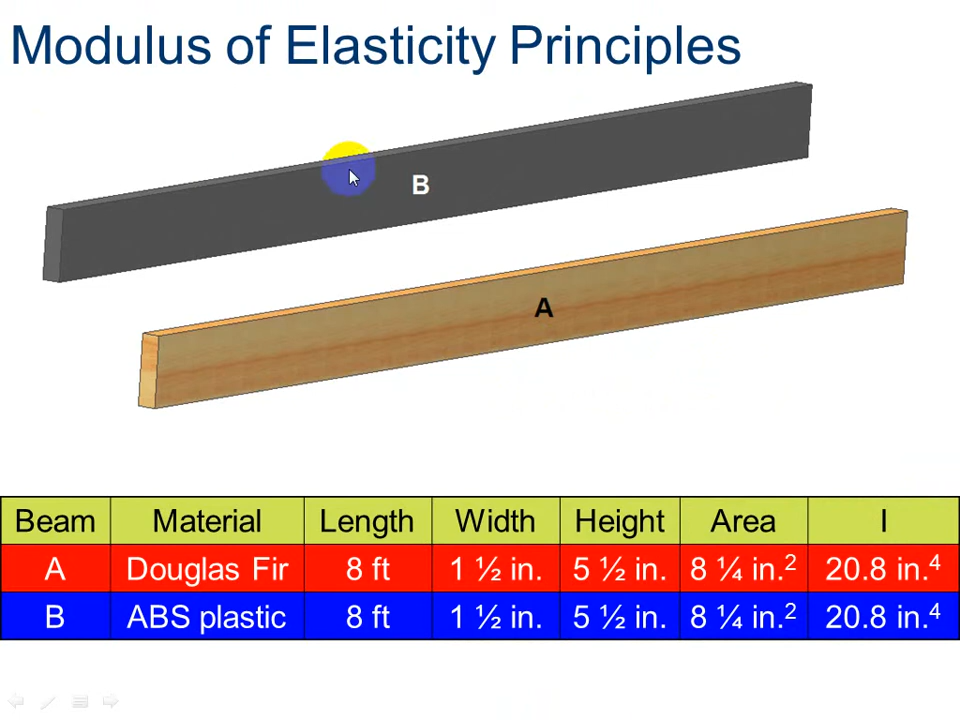 Modulus of Elasticity Principles
B
A
Beam Material Length Width Height Area I
A Douglas Fir 8 ft 1 ½ in. 5 ½ in. 8 ¼ in.² 20.8 in.⁴
B ABS plastic 8 ft 1 ½ in. 5 ½ in. 8 ¼ in.² 20.8 in.⁴